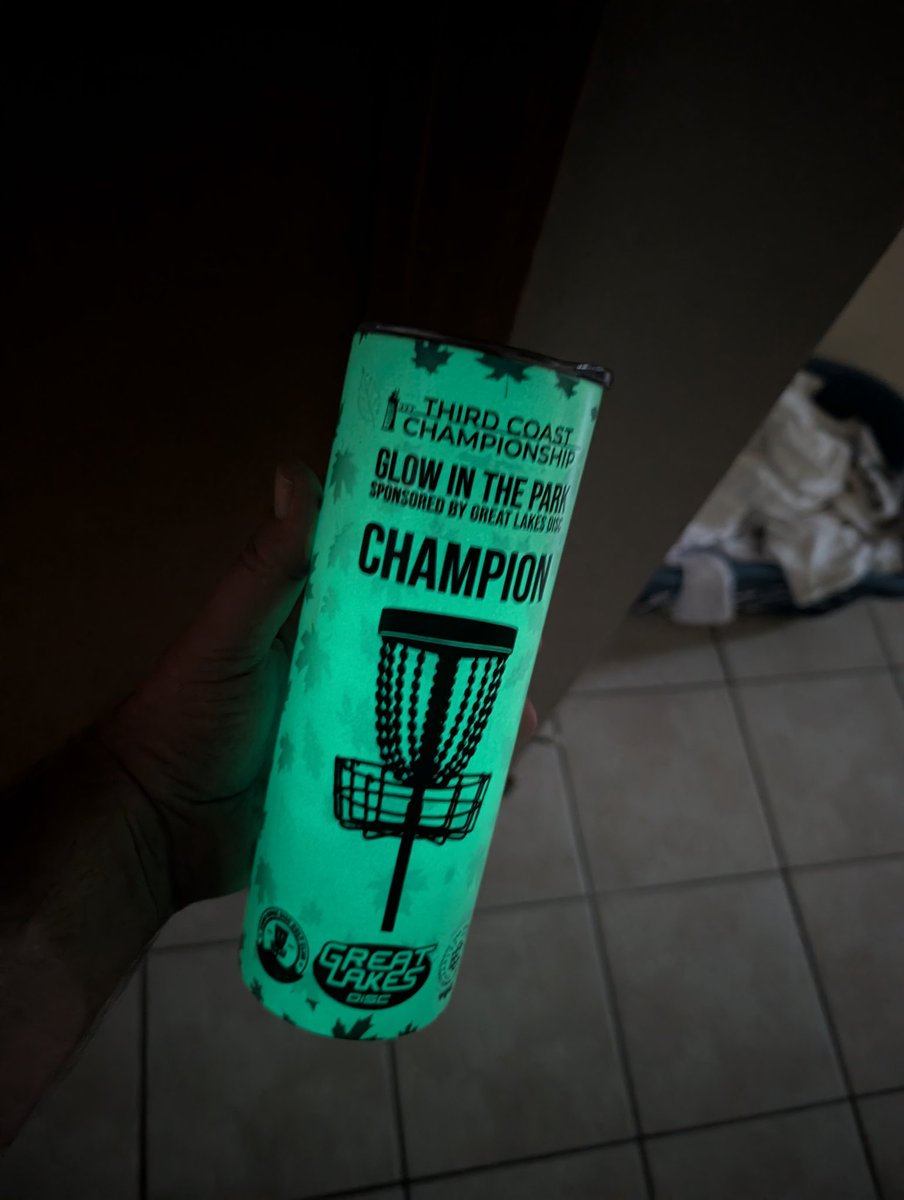 THIRD COAST
CHAMPIONSHIP
GLOW IN THE PARK
SPONSORED BY GREAT LAKES DISC
CHAMPION
GREAT
LAKES
DISC